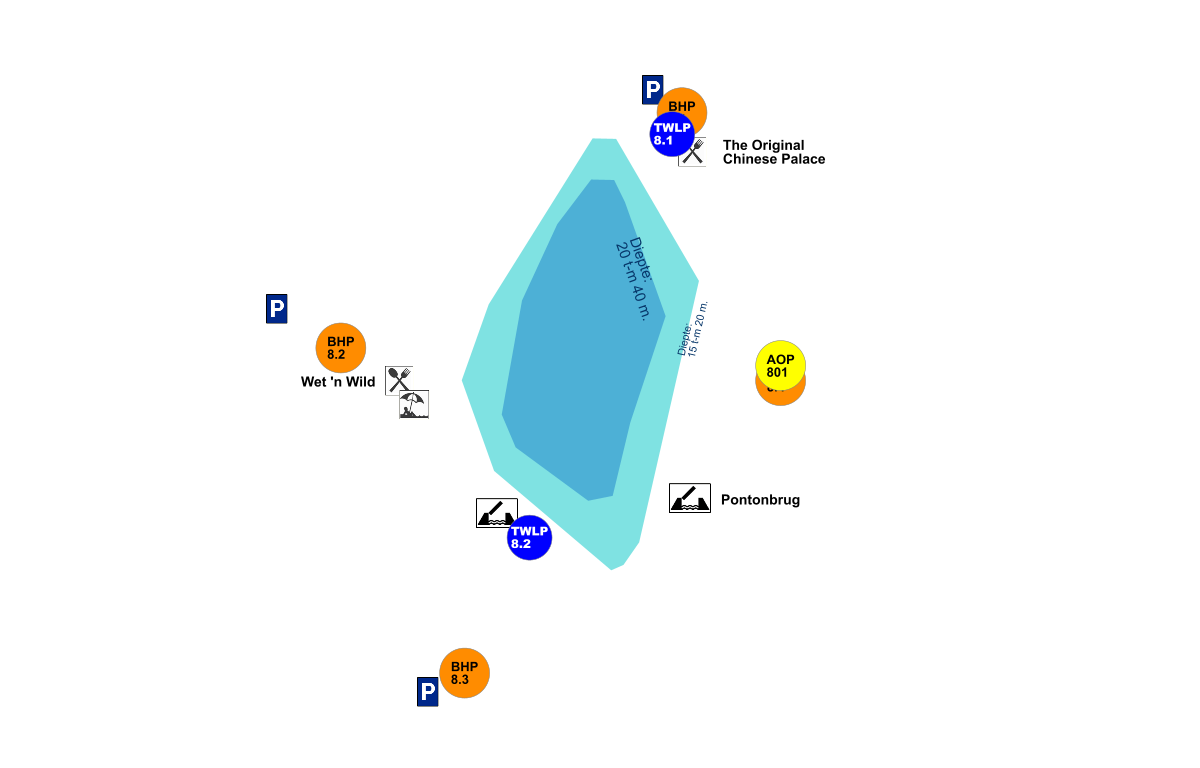 P
BHP
TWLP
8.1
The Original
Chinese Palace
Diepte:
20 t-m 40 m.
P
BHP
8.2
Wet 'n Wild
Diepte:
15 t-m 20 m.
AOP
801
Pontonbrug
TWLP
8.2
BHP
8.3
P